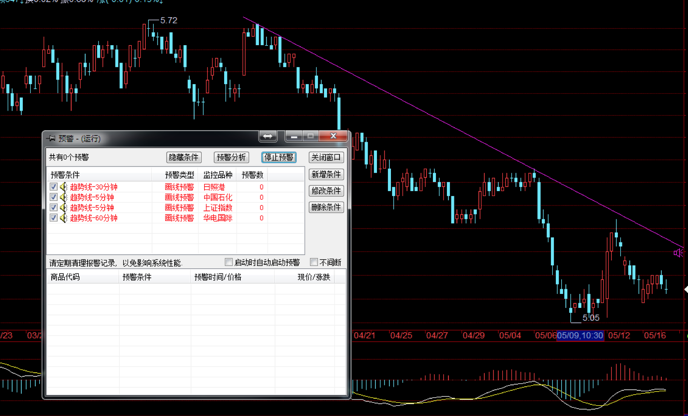 5.72
预警 - (运行)
共有0个预警
隐藏条件
预警分析
停止预警
关闭窗口
预警条件 预警类型 监控品种 预警数
新增条件
趋势线-30分钟 画线预警 日照港 0
修改条件
趋势线-5分钟 画线预警 中国石化 0
趋势线-5分钟 画线预警 上证指数 0
删除条件
趋势线-60分钟 画线预警 华电国际 0
请定期清理报警记录，以免影响系统性能.
启动时自动启动预警
不间断
商品代码 预警条件 预警时间/价格 现价/涨跌
5.05
04/21 04/25 04/27 04/29 05/04 05/06 05/09,10:30 05/12 05/16